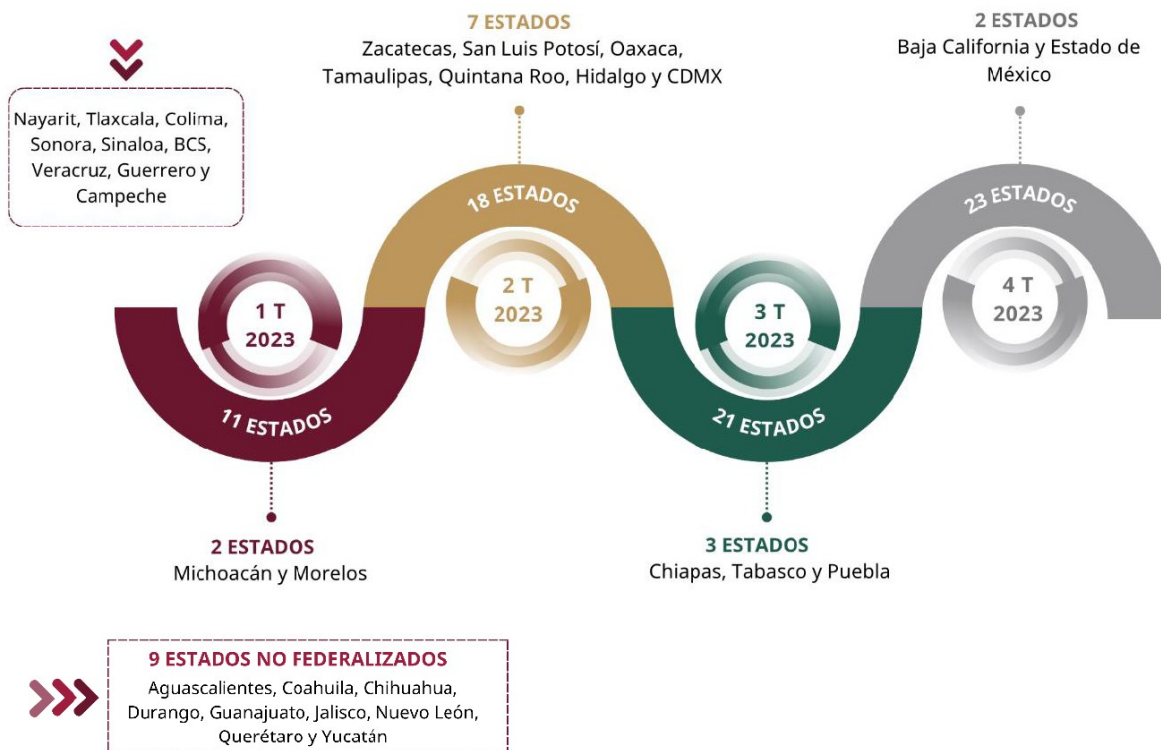 Nayarit, Tlaxcala, Colima,
Sonora, Sinaloa, BCS,
Veracruz, Guerrero y
Campeche
7 ESTADOS
Zacatecas, San Luis Potosí, Oaxaca,
Tamaulipas, Quintana Roo, Hidalgo y CDMX
2 ESTADOS
Baja California y Estado de
México
1 T
2023
11 ESTADOS
18 ESTADOS
2 T
2023
3 T
2023
21 ESTADOS
23 ESTADOS
4 T
2023
2 ESTADOS
Michoacán y Morelos
3 ESTADOS
Chiapas, Tabasco y Puebla
9 ESTADOS NO FEDERALIZADOS
Aguascalientes, Coahuila, Chihuahua,
Durango, Guanajuato, Jalisco, Nuevo León,
Querétaro y Yucatán